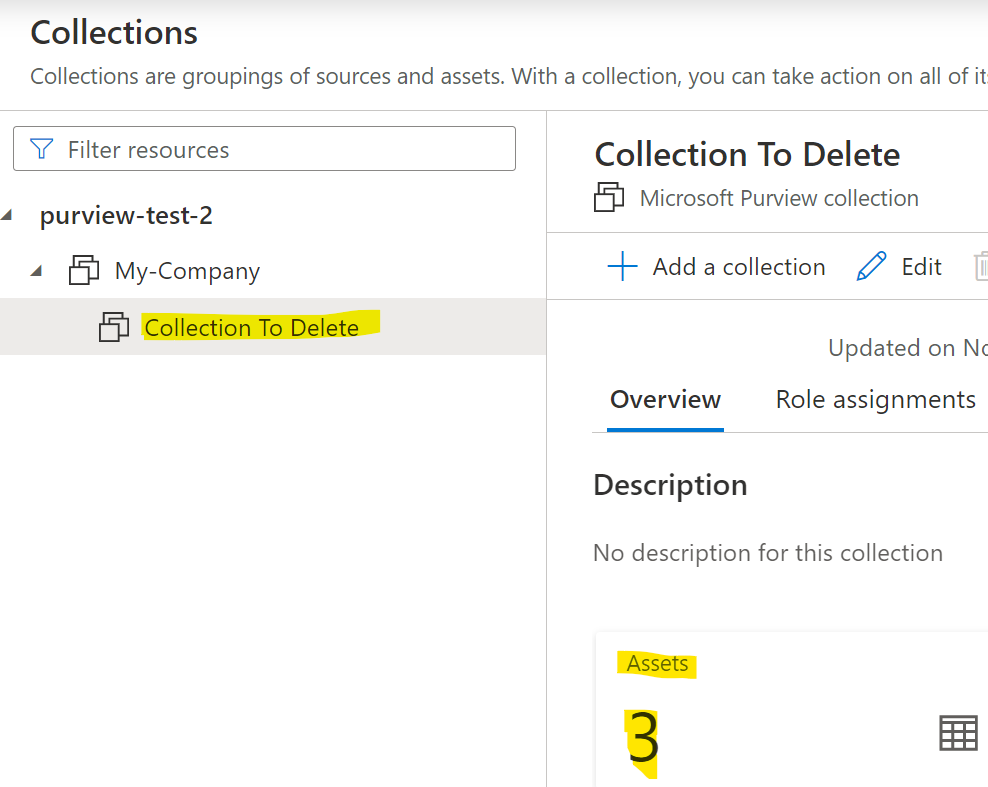 Collections
Collections are groupings of sources and assets. With a collection, you can take action on all of its
Filter resources
purview-test-2
My-Company
Collection To Delete
Collection To Delete
Microsoft Purview collection
Add a collection
Edit
Updated on No
Overview
Role assignments
Description
No description for this collection
Assets
3